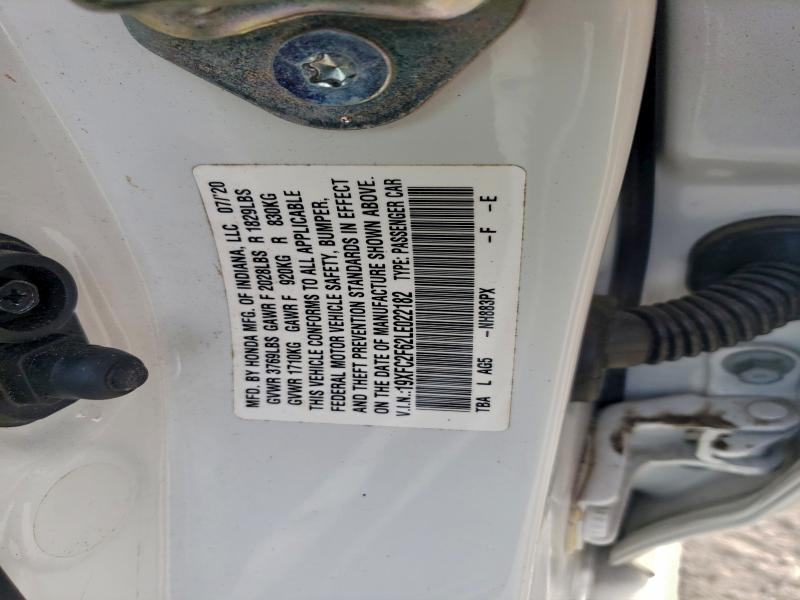 MFD. BY HONDA MFG. OF INDIANA, LLC 07/'20
GVWR 3769LBS GAWR F 2028LBS R 1829LBS
GVWR 1710KG GAWR F 920KG R 830KG
THIS VEHICLE CONFORMS TO ALL APPLICABLE
FEDERAL MOTOR VEHICLE SAFETY, BUMPER,
AND THEFT PREVENTION STANDARDS IN EFFECT
ON THE DATE OF MANUFACTURE SHOWN ABOVE.
V.I.N.:19XFC2F62LE022182 TYPE: PASSENGER CAR
TBA L AG5 -NH883PX -F -E